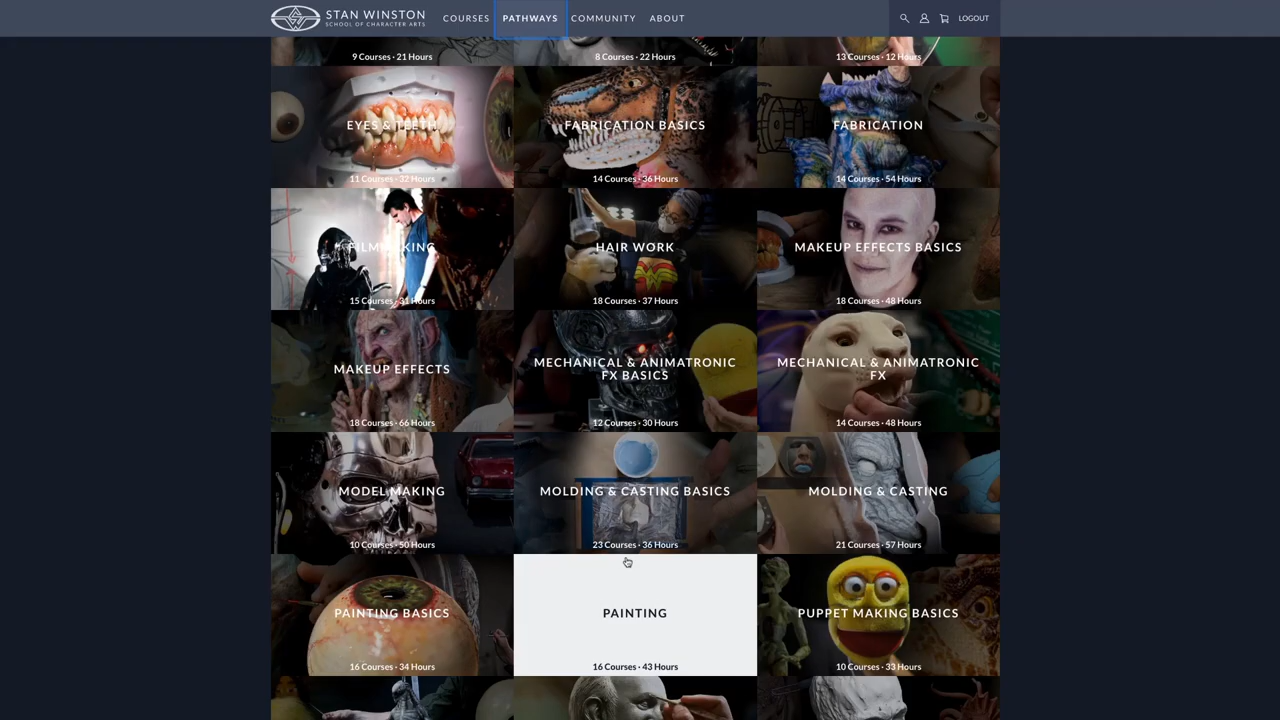 STAN WINSTON
SCHOOL OF CHARACTER ARTS
COURSES PATHWAYS COMMUNITY ABOUT LOGOUT
9 Courses · 21 Hours
8 Courses · 22 Hours
13 Courses · 12 Hours
EYES & TEETH
11 Courses · 32 Hours
FABRICATION BASICS
14 Courses · 36 Hours
FABRICATION
14 Courses · 54 Hours
FILMMAKING
15 Courses · 31 Hours
HAIR WORK
18 Courses · 37 Hours
MAKEUP EFFECTS BASICS
18 Courses · 48 Hours
MAKEUP EFFECTS
18 Courses · 66 Hours
MECHANICAL & ANIMATRONIC
FX BASICS
12 Courses · 30 Hours
MECHANICAL & ANIMATRONIC
FX
14 Courses · 48 Hours
MODEL MAKING
10 Courses · 50 Hours
MOLDING & CASTING BASICS
23 Courses · 36 Hours
MOLDING & CASTING
21 Courses · 57 Hours
PAINTING BASICS
16 Courses · 34 Hours
PAINTING
16 Courses · 43 Hours
PUPPET MAKING BASICS
10 Courses · 33 Hours